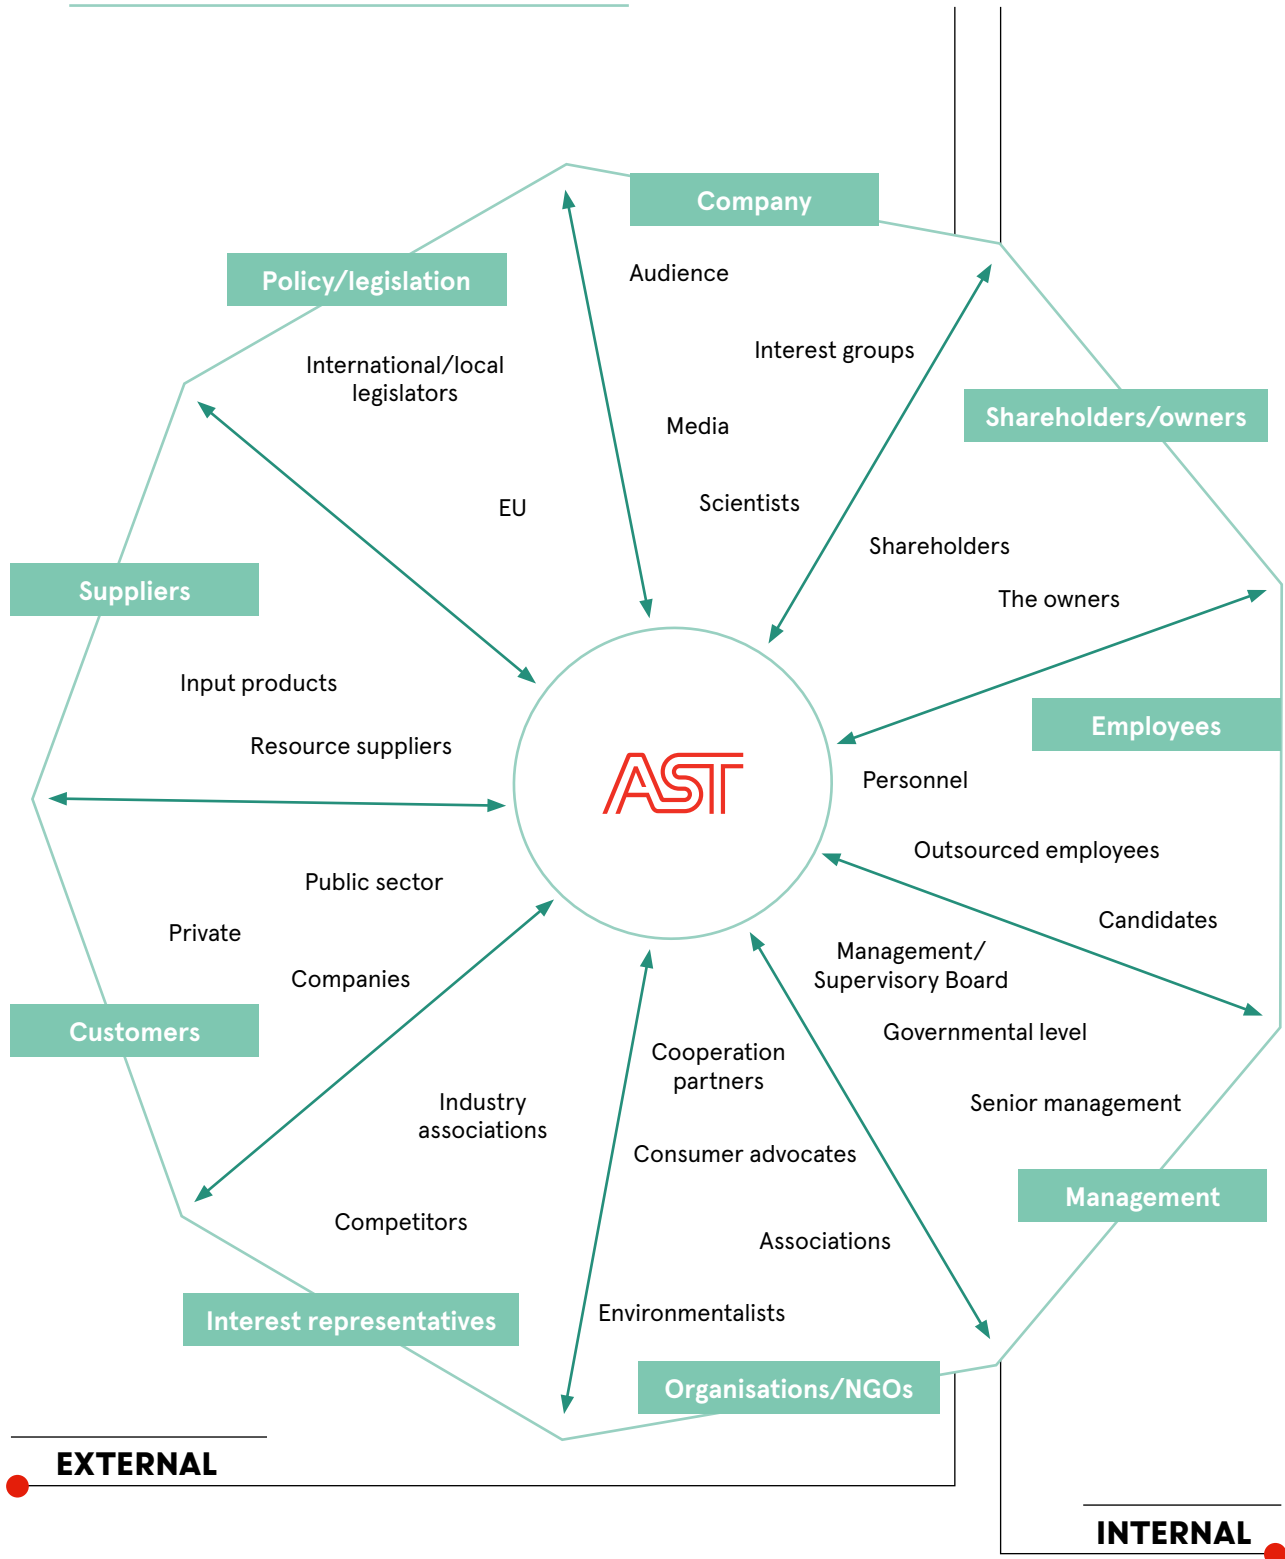 Company
Policy/legislation
Audience
International/local
legislators
Interest groups
Shareholders/owners
Media
EU
Scientists
Shareholders
Suppliers
The owners
Input products
Employees
Resource suppliers
AST
Personnel
Outsourced employees
Public sector
Candidates
Private
Management/
Supervisory Board
Companies
Customers
Governmental level
Cooperation
partners
Industry
associations
Senior management
Consumer advocates
Management
Competitors
Associations
Interest representatives
Environmentalists
Organisations/NGOs
EXTERNAL
INTERNAL